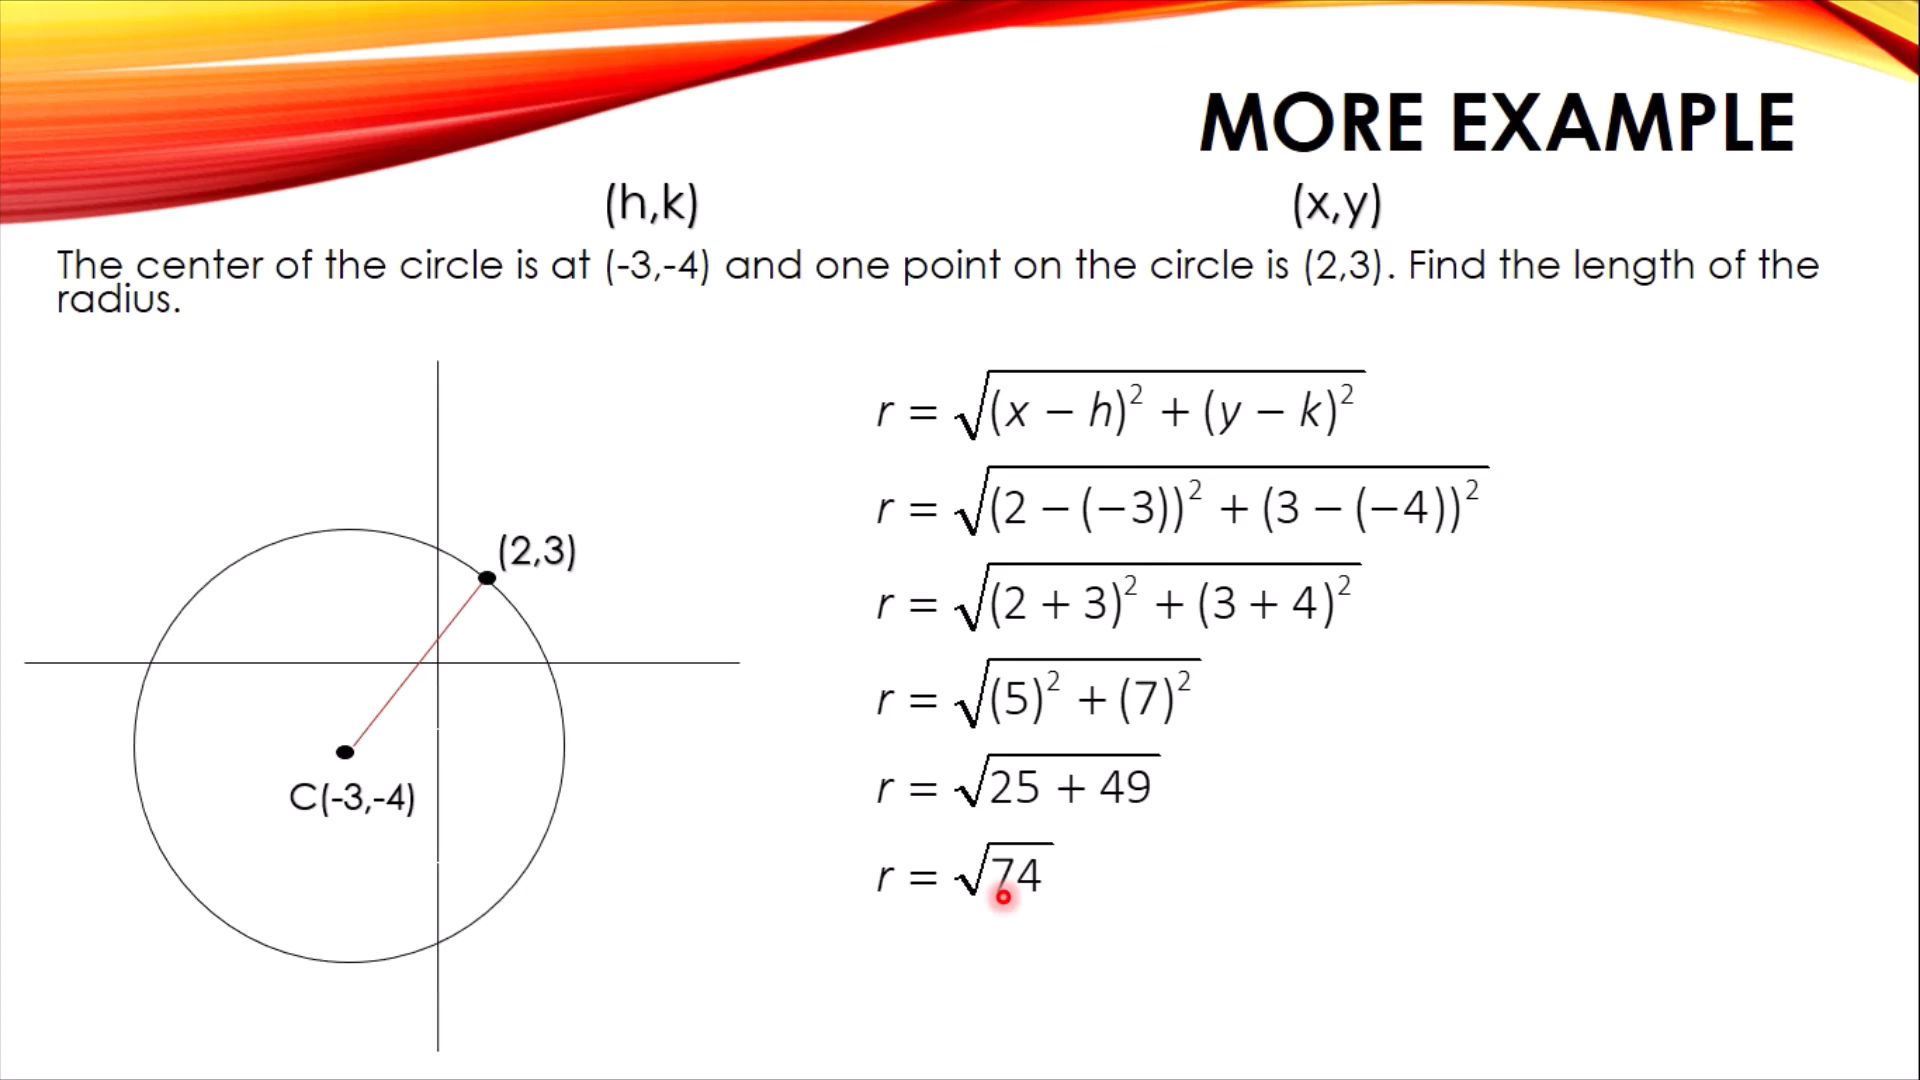 MORE EXAMPLE
(h,k) (x,y)
The center of the circle is at (-3,-4) and one point on the circle is (2,3). Find the length of the
radius.
r = √(x − h)² + (y − k)²
r = √(2 − (−3))² + (3 − (−4))²
r = √(2 + 3)² + (3 + 4)²
r = √(5)² + (7)²
r = √25 + 49
r = √74
(2,3)
C(-3,-4)